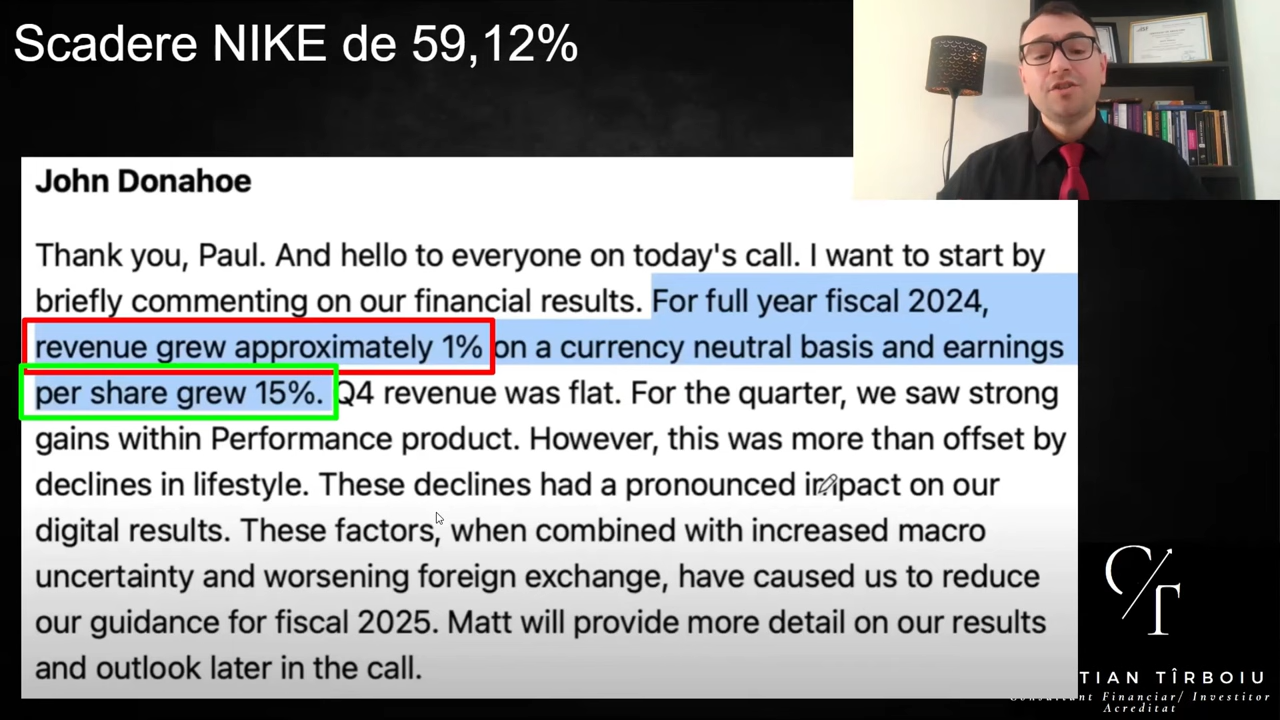 Scadere NIKE de 59,12%
John Donahoe
Thank you, Paul. And hello to everyone on today's call. I want to start by
briefly commenting on our financial results. For full year fiscal 2024,
revenue grew approximately 1% on a currency neutral basis and earnings
per share grew 15%. Q4 revenue was flat. For the quarter, we saw strong
gains within Performance product. However, this was more than offset by
declines in lifestyle. These declines had a pronounced impact on our
digital results. These factors, when combined with increased macro
uncertainty and worsening foreign exchange, have caused us to reduce
our guidance for fiscal 2025. Matt will provide more detail on our results
and outlook later in the call.
CT
TIAN TÎRBOIU
Consultant Financiar/ Investitor
Acreditat